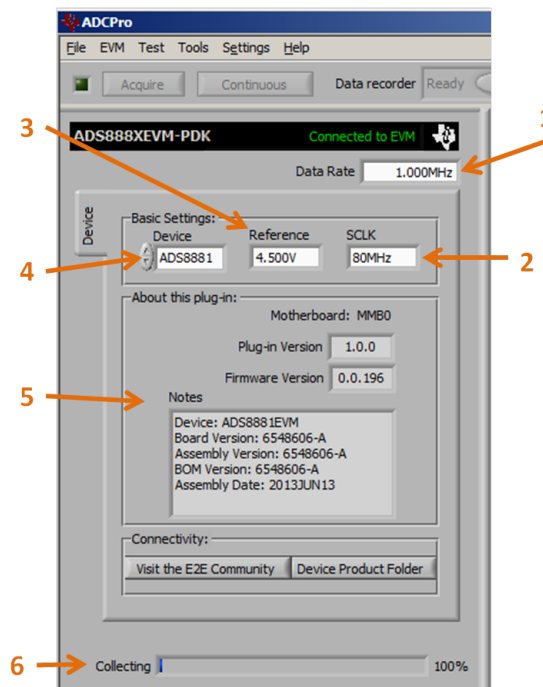 ADCPro
File EVM Test Tools Settings Help
Acquire Continuous Data recorder Ready
3
ADS888XEVM-PDK Connected to EVM
Data Rate 1.000MHz
Device
Basic Settings:
Device Reference SCLK
4 ADS8881 4.500V 80MHz 2
About this plug-in:
Motherboard: MMB0
Plug-in Version 1.0.0
Firmware Version 0.0.196
5 Notes
Device: ADS8881EVM
Board Version: 6548606-A
Assembly Version: 6548606-A
BOM Version: 6548606-A
Assembly Date: 2013JUN13
Connectivity:
Visit the E2E Community Device Product Folder
6 Collecting 100%